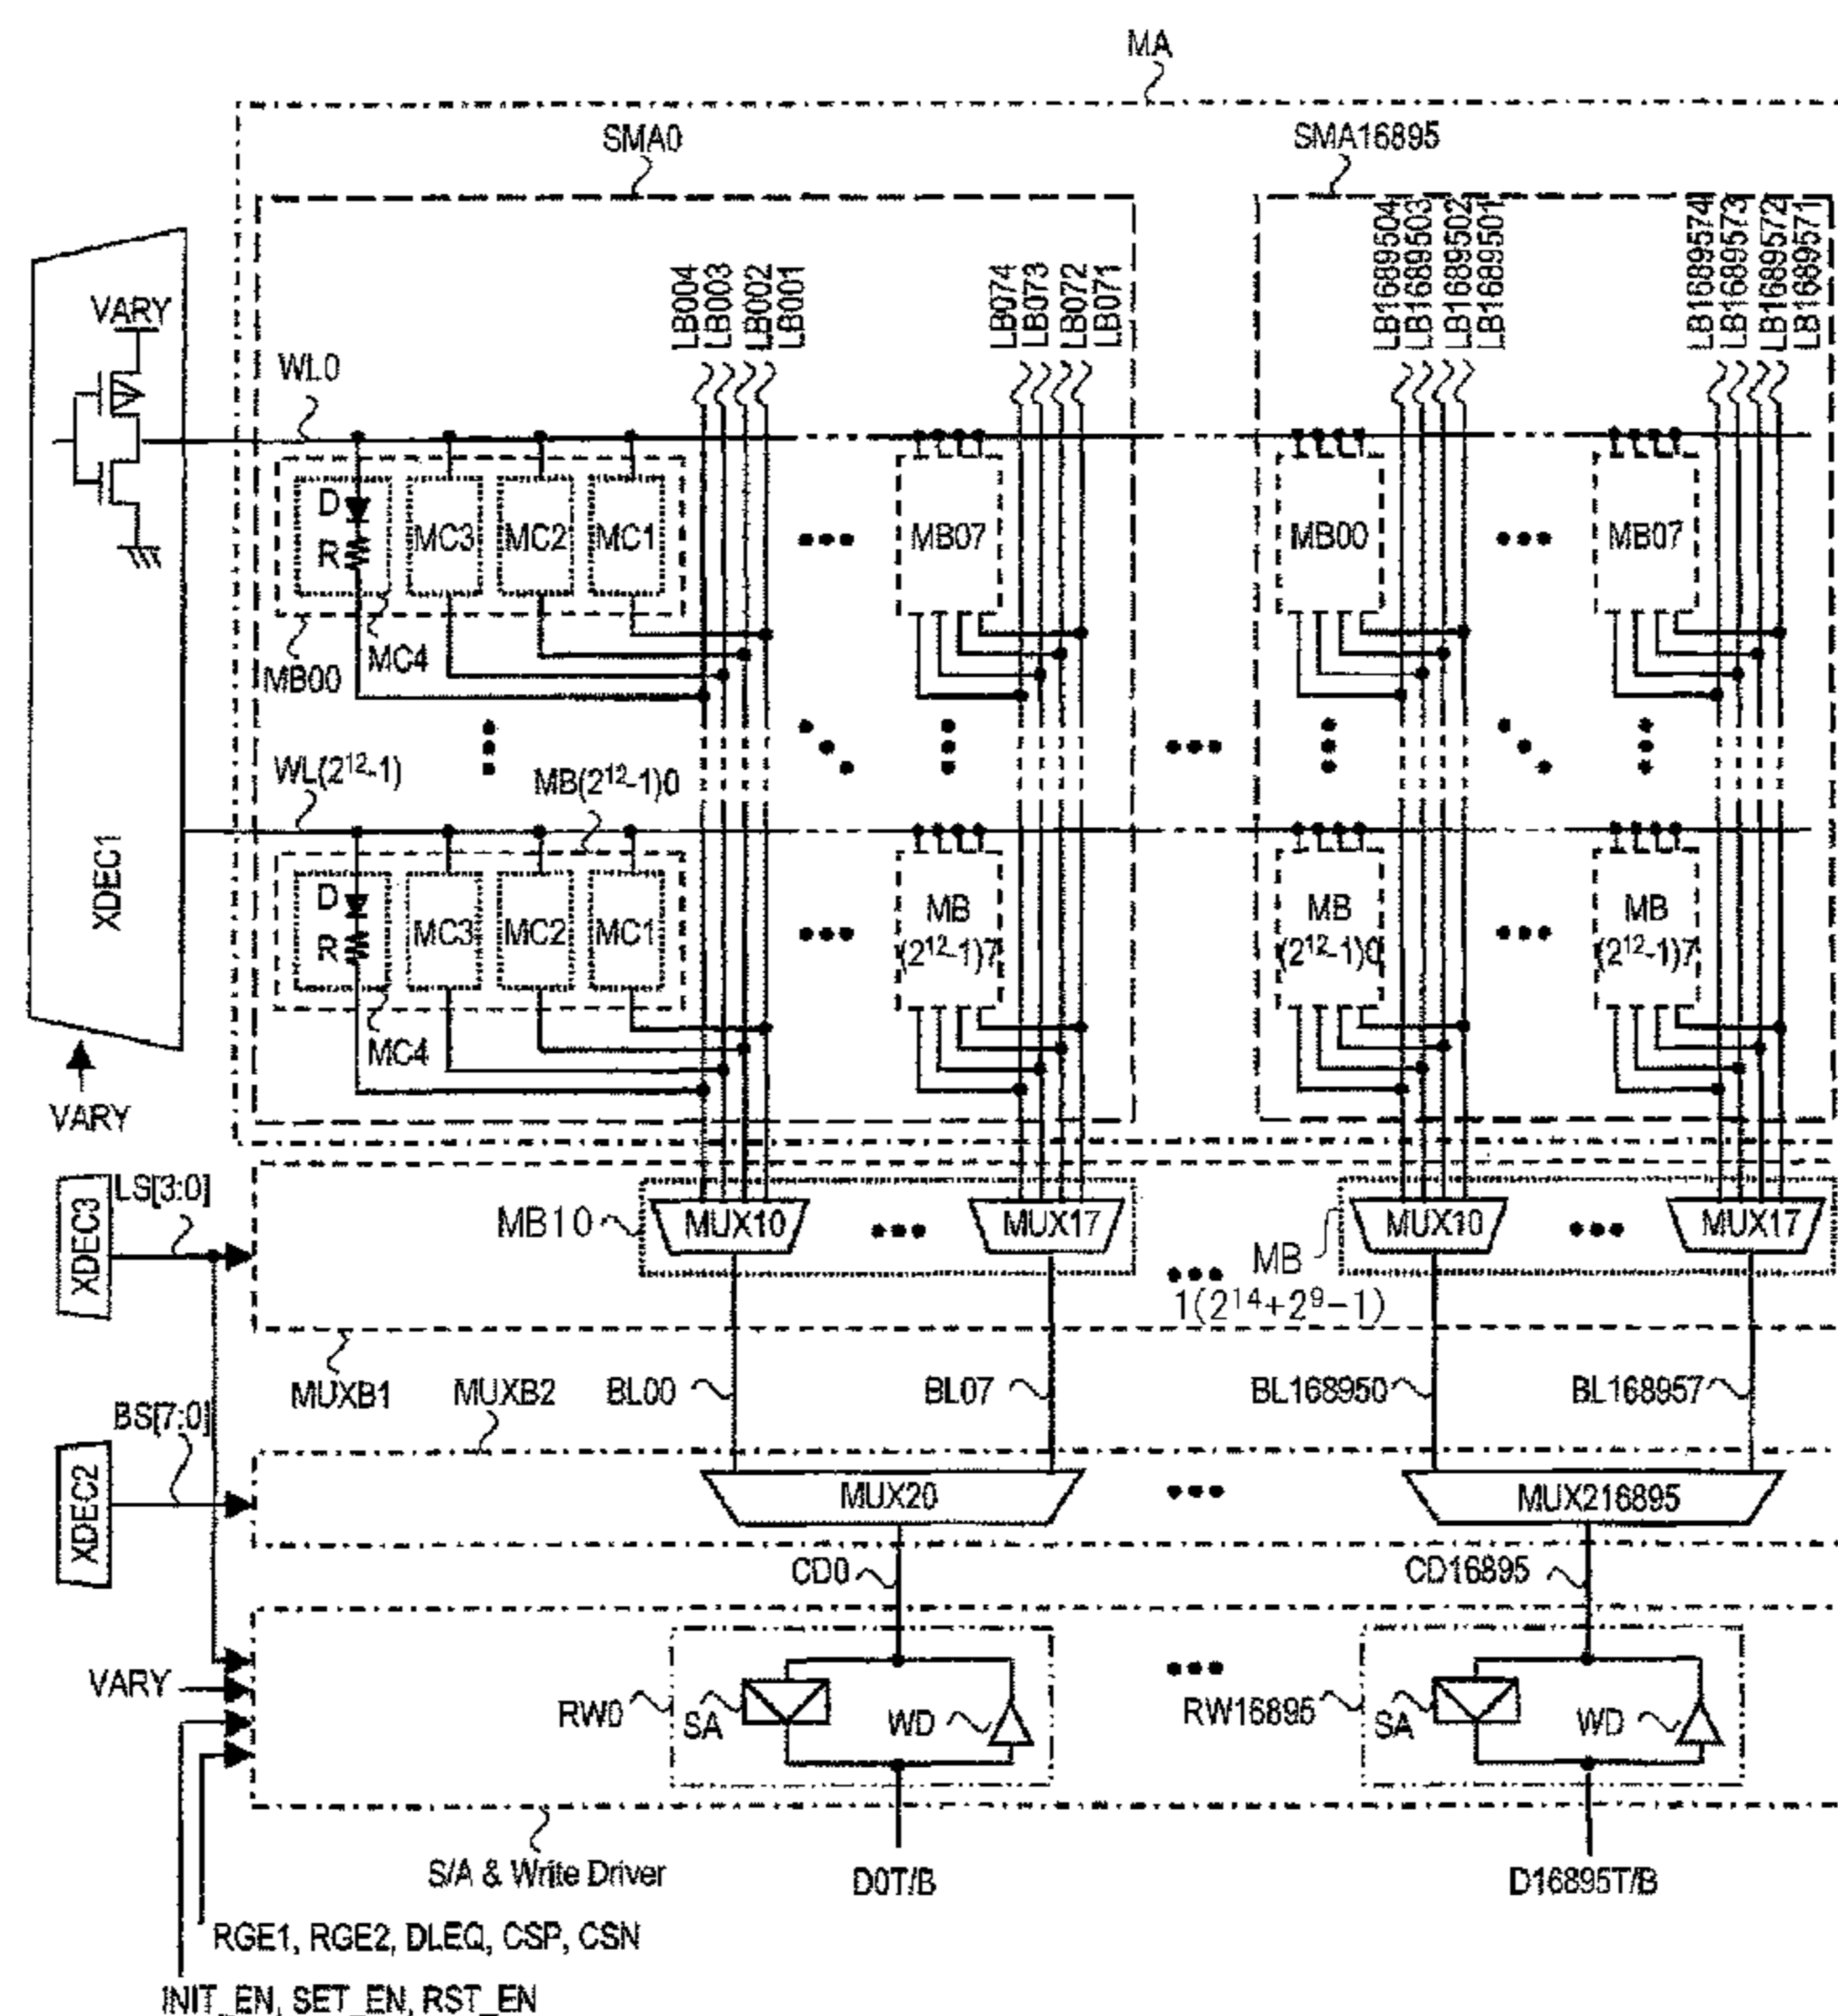 MA
SMA0
SMA16895
LB004
LB003
LB002
LB001
LB074
LB073
LB072
LB071
LB1689504
LB1689503
LB1689502
LB1689501
LB1689574
LB1689573
LB1689572
LB1689571
VARY
WL0
D
R
MC3
MC2
MC1
MB07
MB00
MB07
MB00
MC4
WL(2¹²-1)
MB(2¹²-1)0
XDEC1
D
R
MC3
MC2
MC1
MB
(2¹²-1)7
MB
(2¹²-1)0
MB
(2¹²-1)7
MC4
VARY
XDEC3
LS[3:0]
MB10
MUX10
MUX17
MB
1(2¹⁴+2⁹-1)
MUX10
MUX17
MUXB1
MUXB2
BL00
BL07
BL168950
BL168957
BS[7:0]
XDEC2
MUX20
MUX216895
CD0
CD16895
VARY
RW0
SA
WD
RW16895
SA
WD
S/A & Write Driver
D0T/B
D16895T/B
RGE1, RGE2, DLEQ, CSP, CSN
INIT_EN, SET_EN, RST_EN